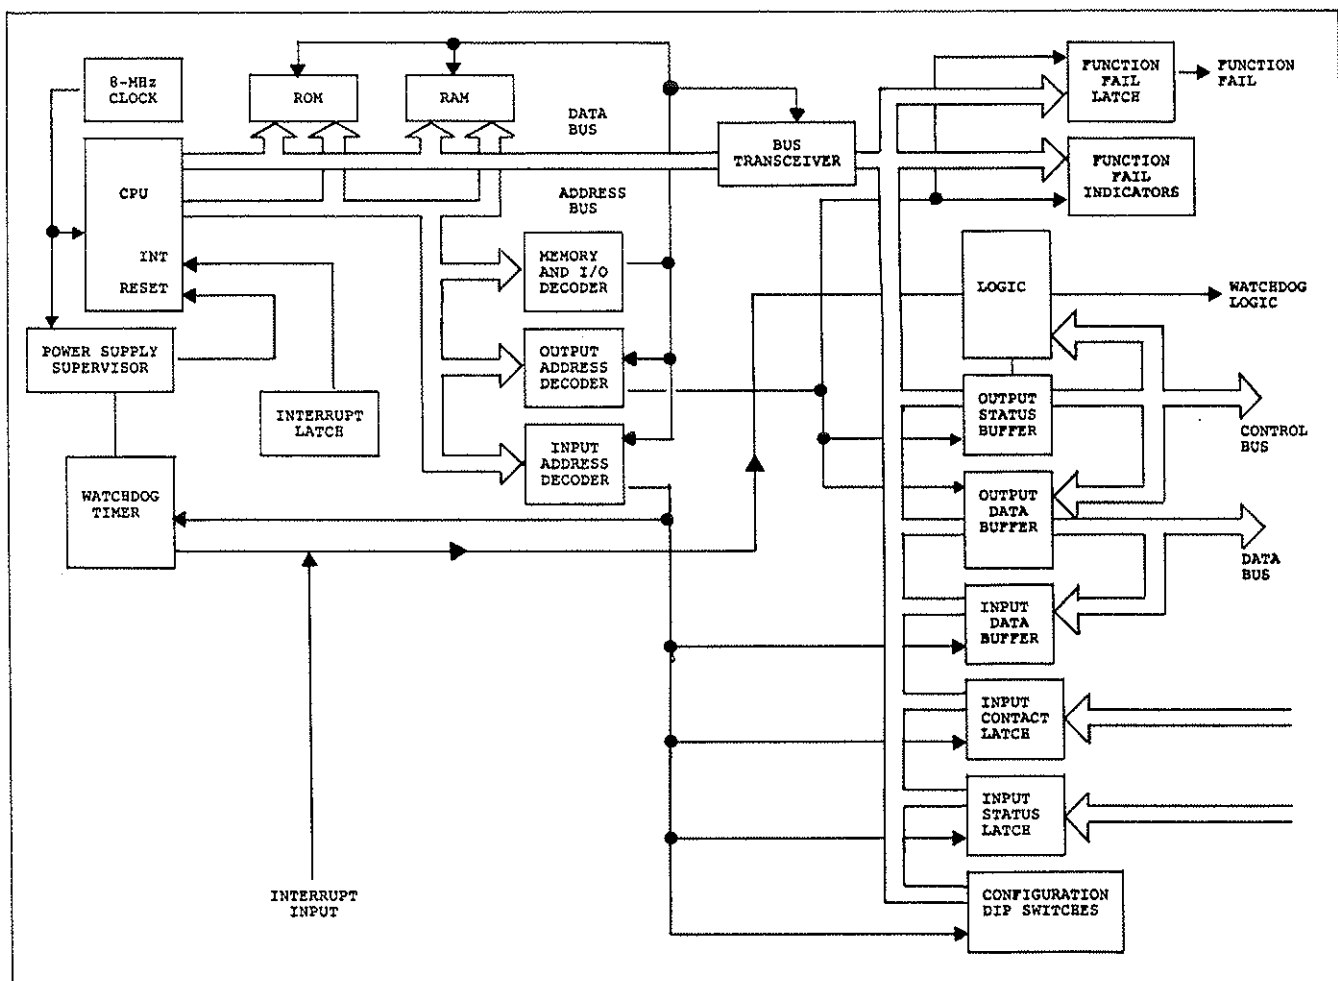 8-MHz
CLOCK
ROM
RAM
DATA
BUS
BUS
TRANSCEIVER
FUNCTION
FAIL
LATCH
FUNCTION
FAIL
CPU
INT
RESET
ADDRESS
BUS
FUNCTION
FAIL
INDICATORS
MEMORY
AND I/O
DECODER
LOGIC
WATCHDOG
LOGIC
POWER SUPPLY
SUPERVISOR
OUTPUT
ADDRESS
DECODER
INTERRUPT
LATCH
OUTPUT
STATUS
BUFFER
CONTROL
BUS
INPUT
ADDRESS
DECODER
WATCHDOG
TIMER
OUTPUT
DATA
BUFFER
DATA
BUS
INPUT
DATA
BUFFER
INPUT
CONTACT
LATCH
INPUT
STATUS
LATCH
INTERRUPT
INPUT
CONFIGURATION
DIP SWITCHES